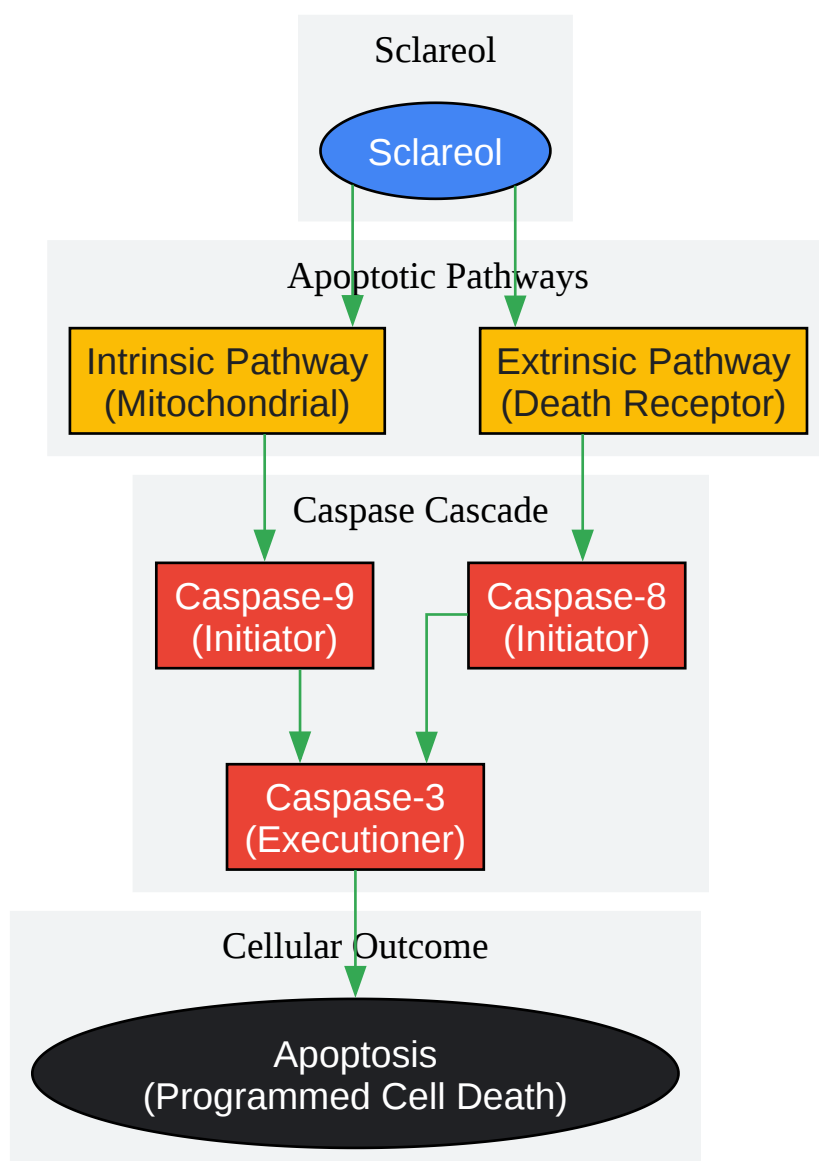 Sclareol
Sclareol
Apoptotic Pathways
Intrinsic Pathway
(Mitochondrial)
Extrinsic Pathway
(Death Receptor)
Caspase Cascade
Caspase-9
(Initiator)
Caspase-8
(Initiator)
Caspase-3
(Executioner)
Cellular Outcome
Apoptosis
(Programmed Cell Death)